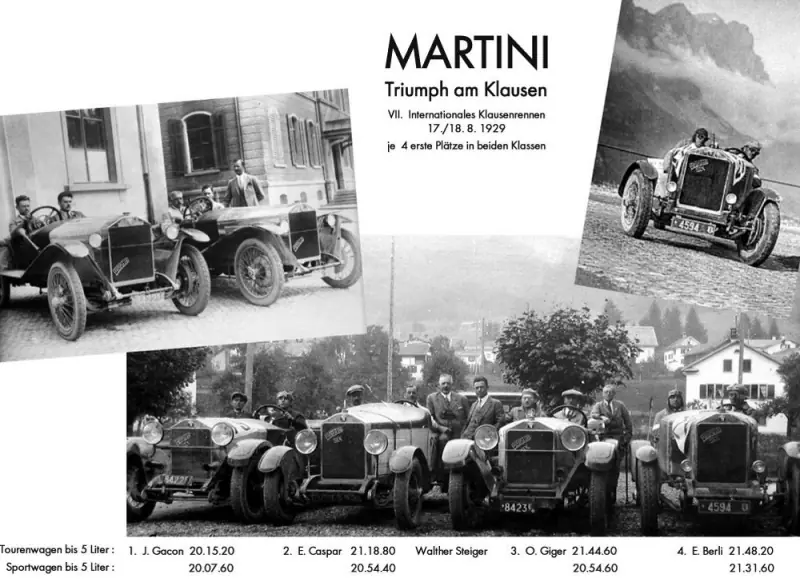 MARTINI
Triumph am Klausen
VII. Internationales Klausenrennen
17./18. 8. 1929
je 4 erste Plätze in beiden Klassen
4594
8422
8423
4594
Tourenwagen bis 5 Liter : 1. J. Gacon 20.15.20 2. E. Caspar 21.18.80 Walther Steiger 3. O. Giger 21.44.60 4. E. Berli 21.48.20
Sportwagen bis 5 Liter : 20.07.60 20.54.40 20.54.60 21.31.60